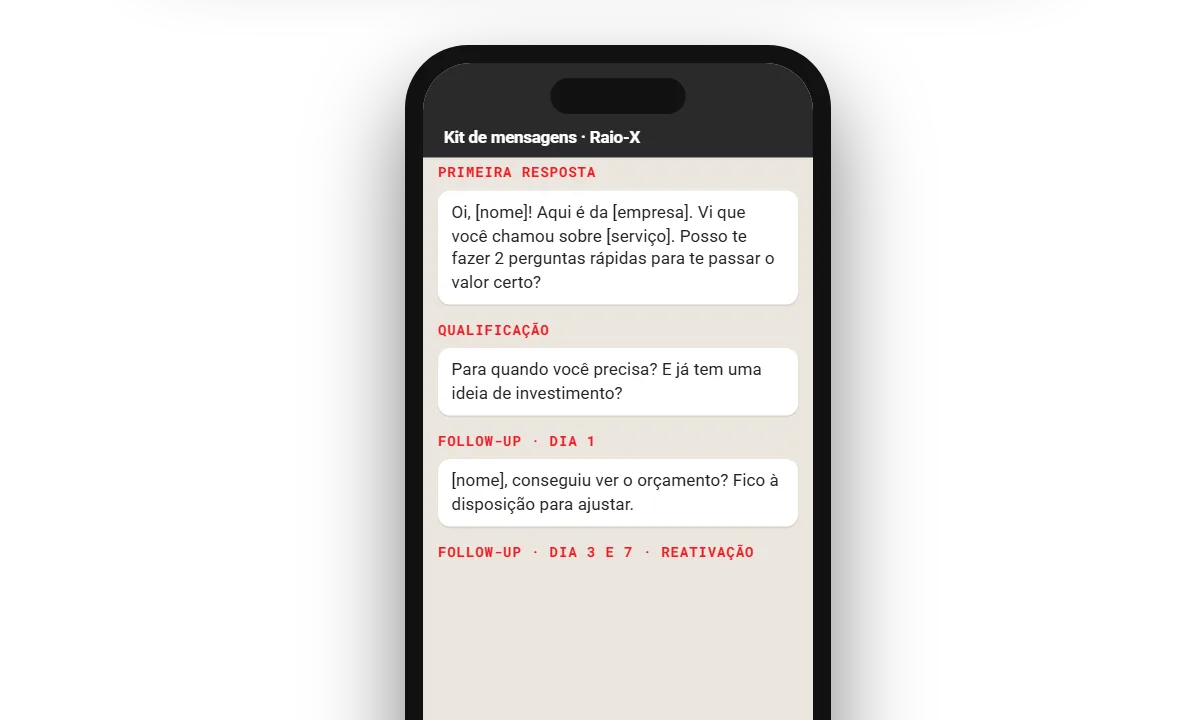 Kit de mensagens · Raio-X
PRIMEIRA RESPOSTA
Oi, [nome]! Aqui é da [empresa]. Vi que
você chamou sobre [serviço]. Posso te
fazer 2 perguntas rápidas para te passar o
valor certo?
QUALIFICAÇÃO
Para quando você precisa? E já tem uma
ideia de investimento?
FOLLOW-UP · DIA 1
[nome], conseguiu ver o orçamento? Fico à
disposição para ajustar.
FOLLOW-UP · DIA 3 E 7 · REATIVAÇÃO